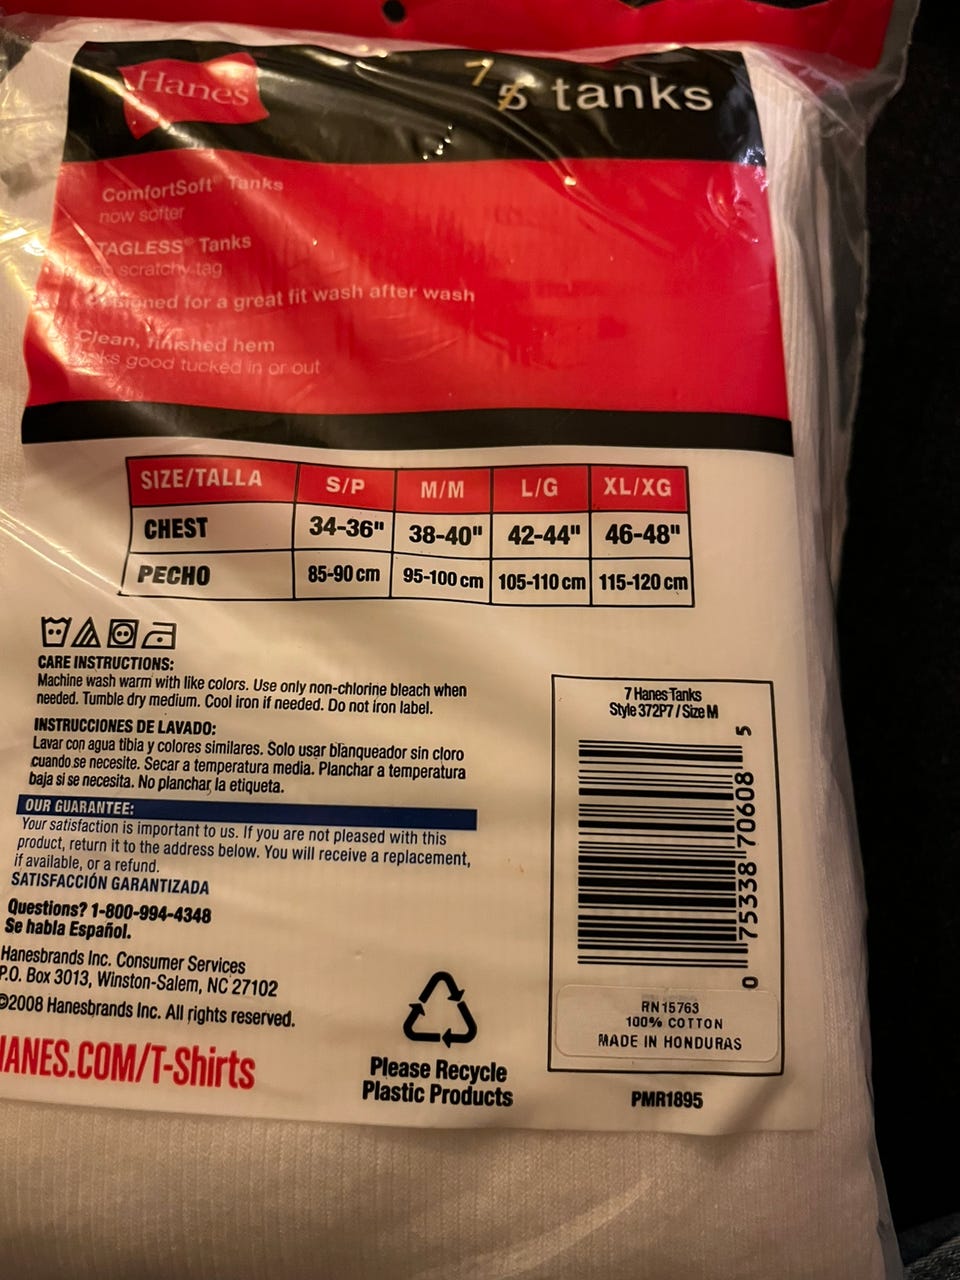 Hanes
7 5 tanks
ComfortSoft® Tanks
now softer
TAGLESS® Tanks
scratchy tag
for a great fit wash after wash
Clean, finished hem
good tucked in or out
SIZE/TALLA S/P M/M L/G XL/XG
CHEST 34-36" 38-40" 42-44" 46-48"
PECHO 85-90 cm 95-100 cm 105-110 cm 115-120 cm
CARE INSTRUCTIONS:
Machine wash warm with like colors. Use only non-chlorine bleach when
needed. Tumble dry medium. Cool iron if needed. Do not iron label.
INSTRUCCIONES DE LAVADO:
Lavar con agua tibia y colores similares. Solo usar blanqueador sin cloro
cuando se necesite. Secar a temperatura media. Planchar a temperatura
baja si se necesita. No planchar la etiqueta.
OUR GUARANTEE:
Your satisfaction is important to us. If you are not pleased with this
product, return it to the address below. You will receive a replacement,
if available, or a refund.
SATISFACCIÓN GARANTIZADA
Questions? 1-800-994-4348
Se habla Español.
Hanesbrands Inc. Consumer Services
P.O. Box 3013, Winston-Salem, NC 27102
©2008 Hanesbrands Inc. All rights reserved.
HANES.COM/T-Shirts
Please Recycle
Plastic Products
7 Hanes Tanks
Style 372P7 / Size M
0 75338 70608 5
RN 15763
100% COTTON
MADE IN HONDURAS
PMR1895